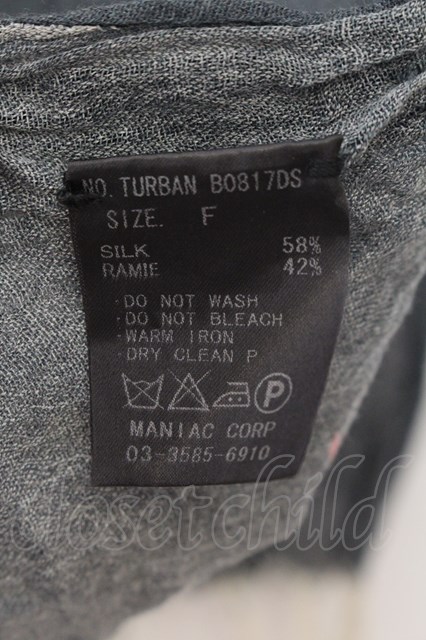 NO. TURBAN B0817DS
SIZE. F
SILK 58%
RAMIE 42%
·DO NOT WASH
·DO NOT BLEACH
·WARM IRON
·DRY CLEAN P
P
MANIAC CORP
03-3585-6910
closetchild